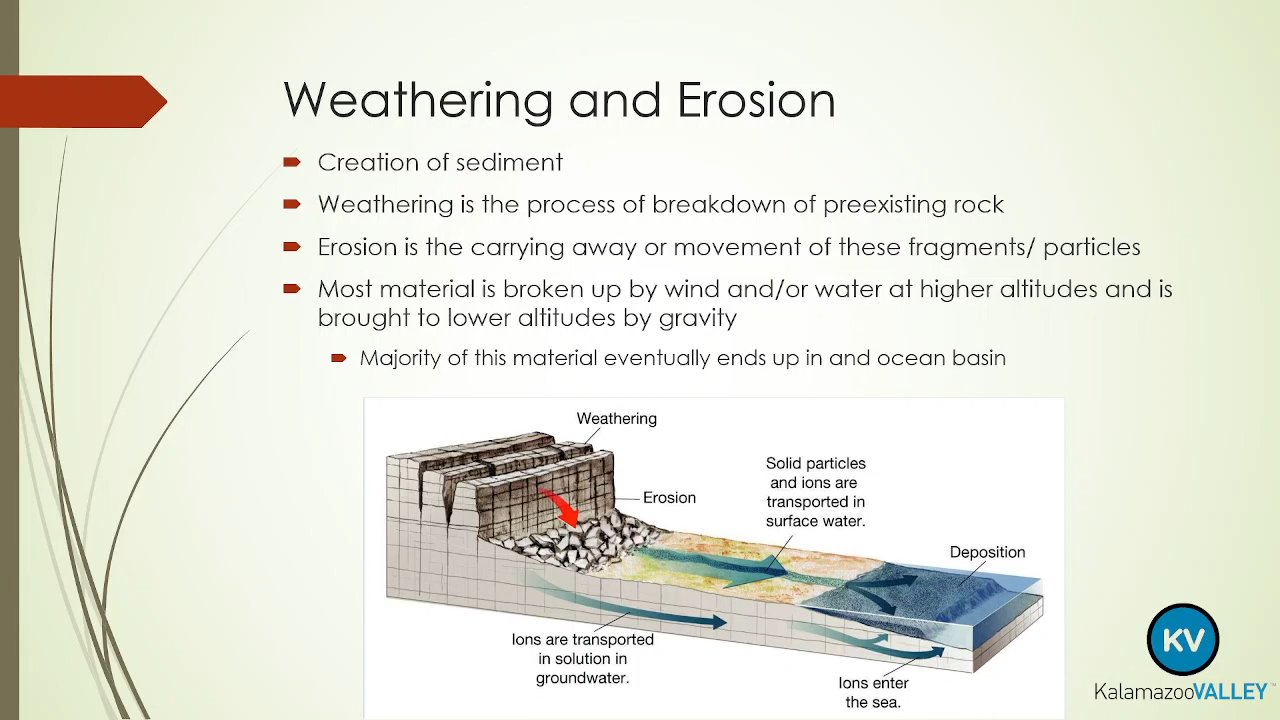 Weathering and Erosion
Creation of sediment
Weathering is the process of breakdown of preexisting rock
Erosion is the carrying away or movement of these fragments/ particles
Most material is broken up by wind and/or water at higher altitudes and is
brought to lower altitudes by gravity
Majority of this material eventually ends up in and ocean basin
Weathering
Erosion
Solid particles
and ions are
transported in
surface water.
Deposition
Ions are transported
in solution in
groundwater.
Ions enter
the sea.
KV
KalamazooVALLEY™